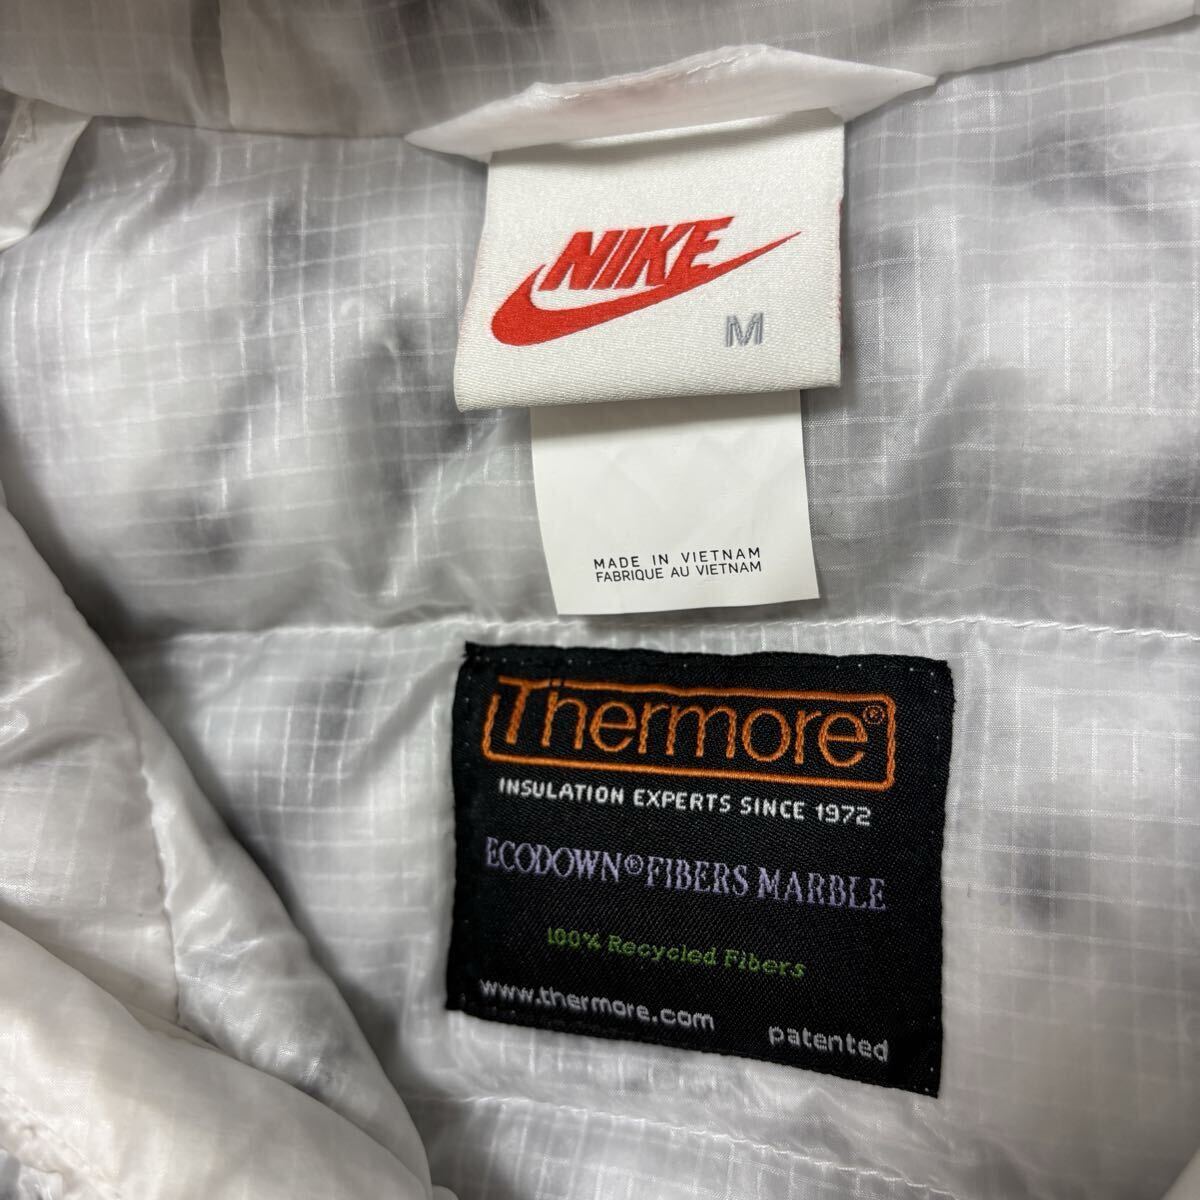 NIKE
M
MADE IN VIETNAM
FABRIQUE AU VIETNAM
Thermore®
INSULATION EXPERTS SINCE 1972
ECODOWN® FIBERS MARBLE
100% Recycled Fibers
www.thermore.com
patented